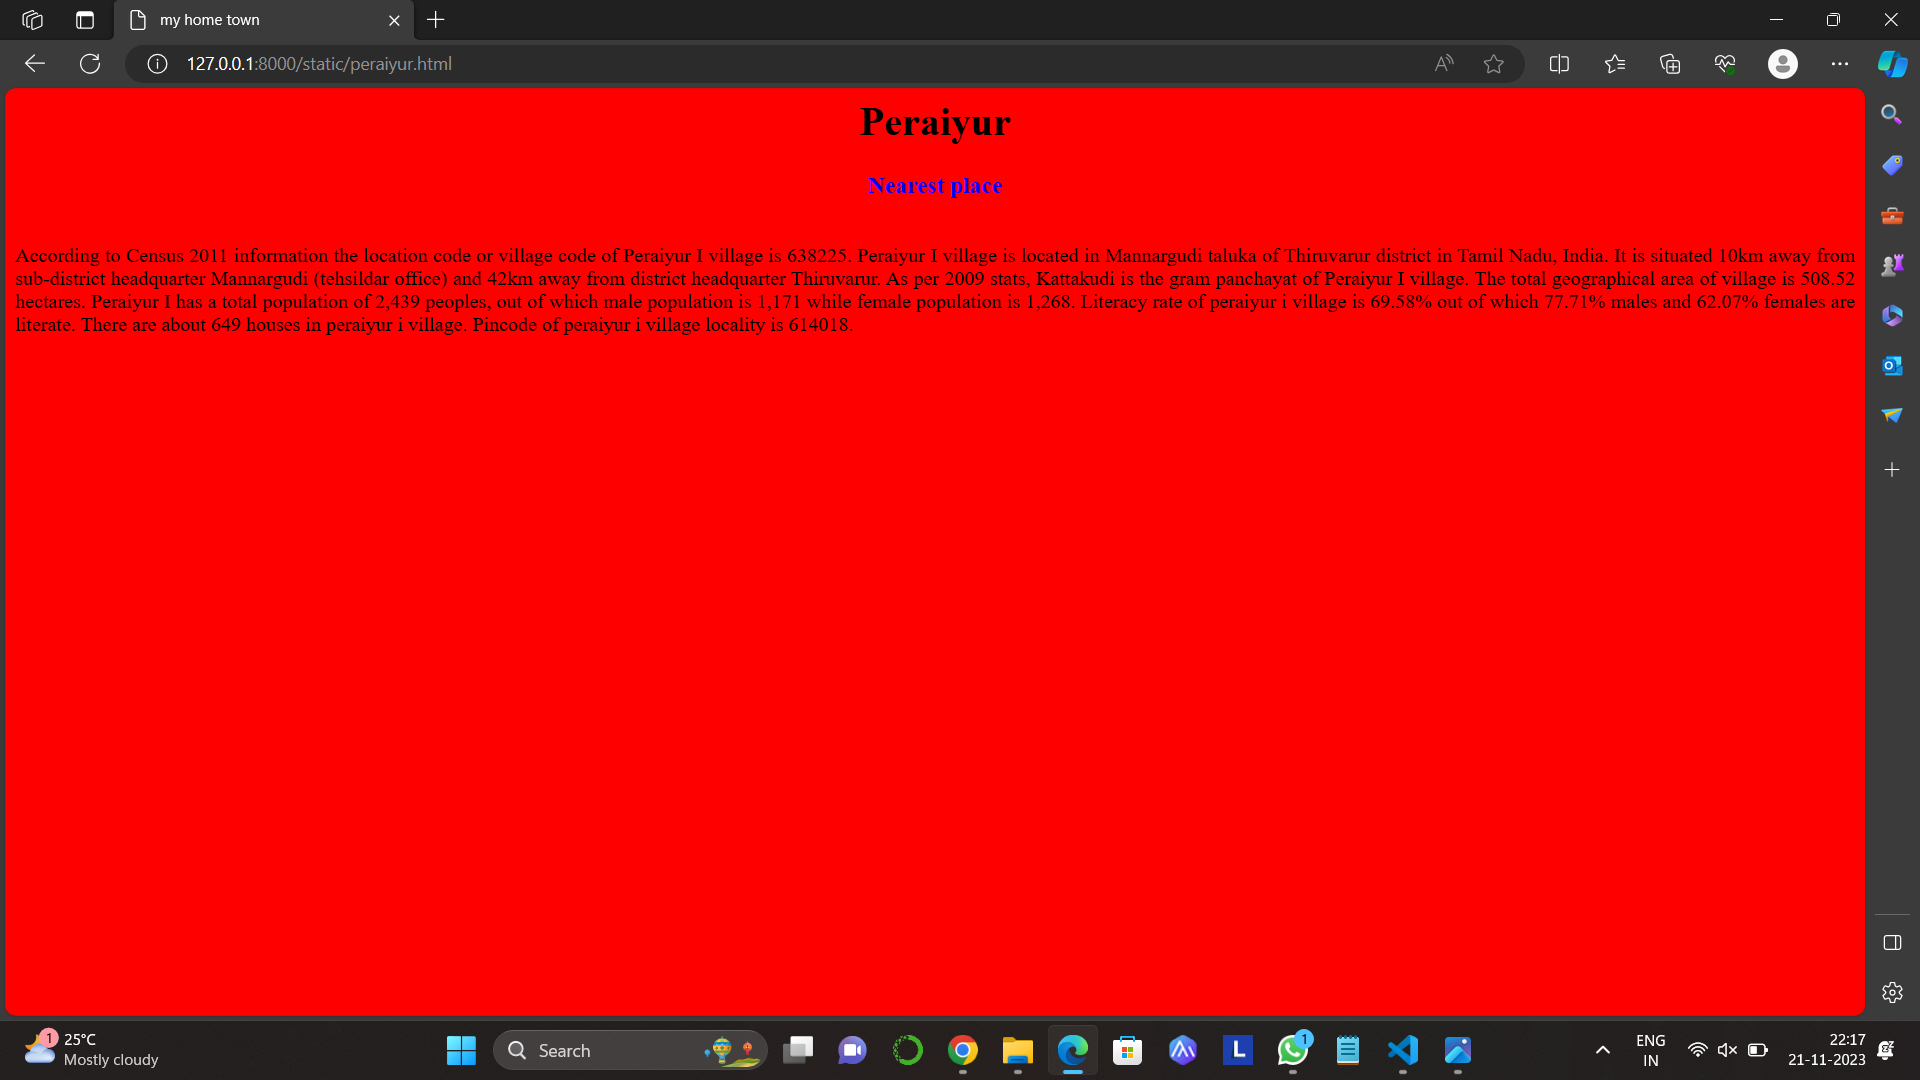 my home town
127.0.0.1:8000/static/peraiyur.html
Peraiyur
Nearest place
According to Census 2011 information the location code or village code of Peraiyur I village is 638225. Peraiyur I village is located in Mannargudi taluka of Thiruvarur district in Tamil Nadu, India. It is situated 10km away from
sub-district headquarter Mannargudi (tehsildar office) and 42km away from district headquarter Thiruvarur. As per 2009 stats, Kattakudi is the gram panchayat of Peraiyur I village. The total geographical area of village is 508.52
hectares. Peraiyur I has a total population of 2,439 peoples, out of which male population is 1,171 while female population is 1,268. Literacy rate of peraiyur i village is 69.58% out of which 77.71% males and 62.07% females are
literate. There are about 649 houses in peraiyur i village. Pincode of peraiyur i village locality is 614018.
1
25°C
Mostly cloudy
Search
L
1
ENG
IN
22:17
21-11-2023